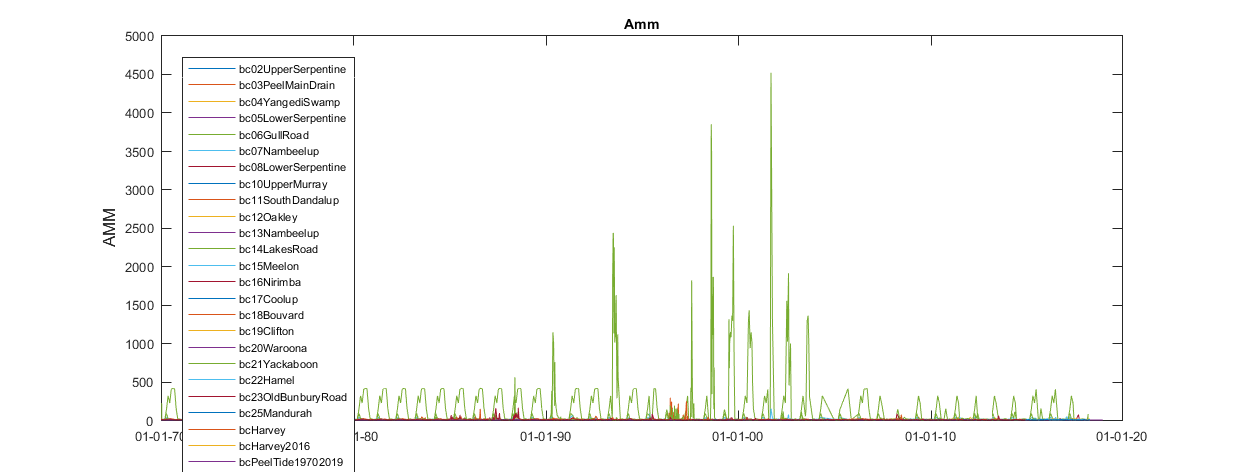 Amm
5000
4500
4000
3500
3000
2500
2000
1500
1000
500
0
AMM
bc02UpperSerpentine
bc03PeelMainDrain
bc04YangediSwamp
bc05LowerSerpentine
bc06GullRoad
bc07Nambeelup
bc08LowerSerpentine
bc10UpperMurray
bc11SouthDandalup
bc12Oakley
bc13Nambeelup
bc14LakesRoad
bc15Meelon
bc16Nirimba
bc17Coolup
bc18Bouvard
bc19Clifton
bc20Waroona
bc21Yackaboon
bc22Hamel
bc23OldBunburyRoad
bc25Mandurah
bcHarvey
bcHarvey2016
bcPeelTide19702019
01-01-70 1-80 01-01-90 01-01-00 01-01-10 01-01-20